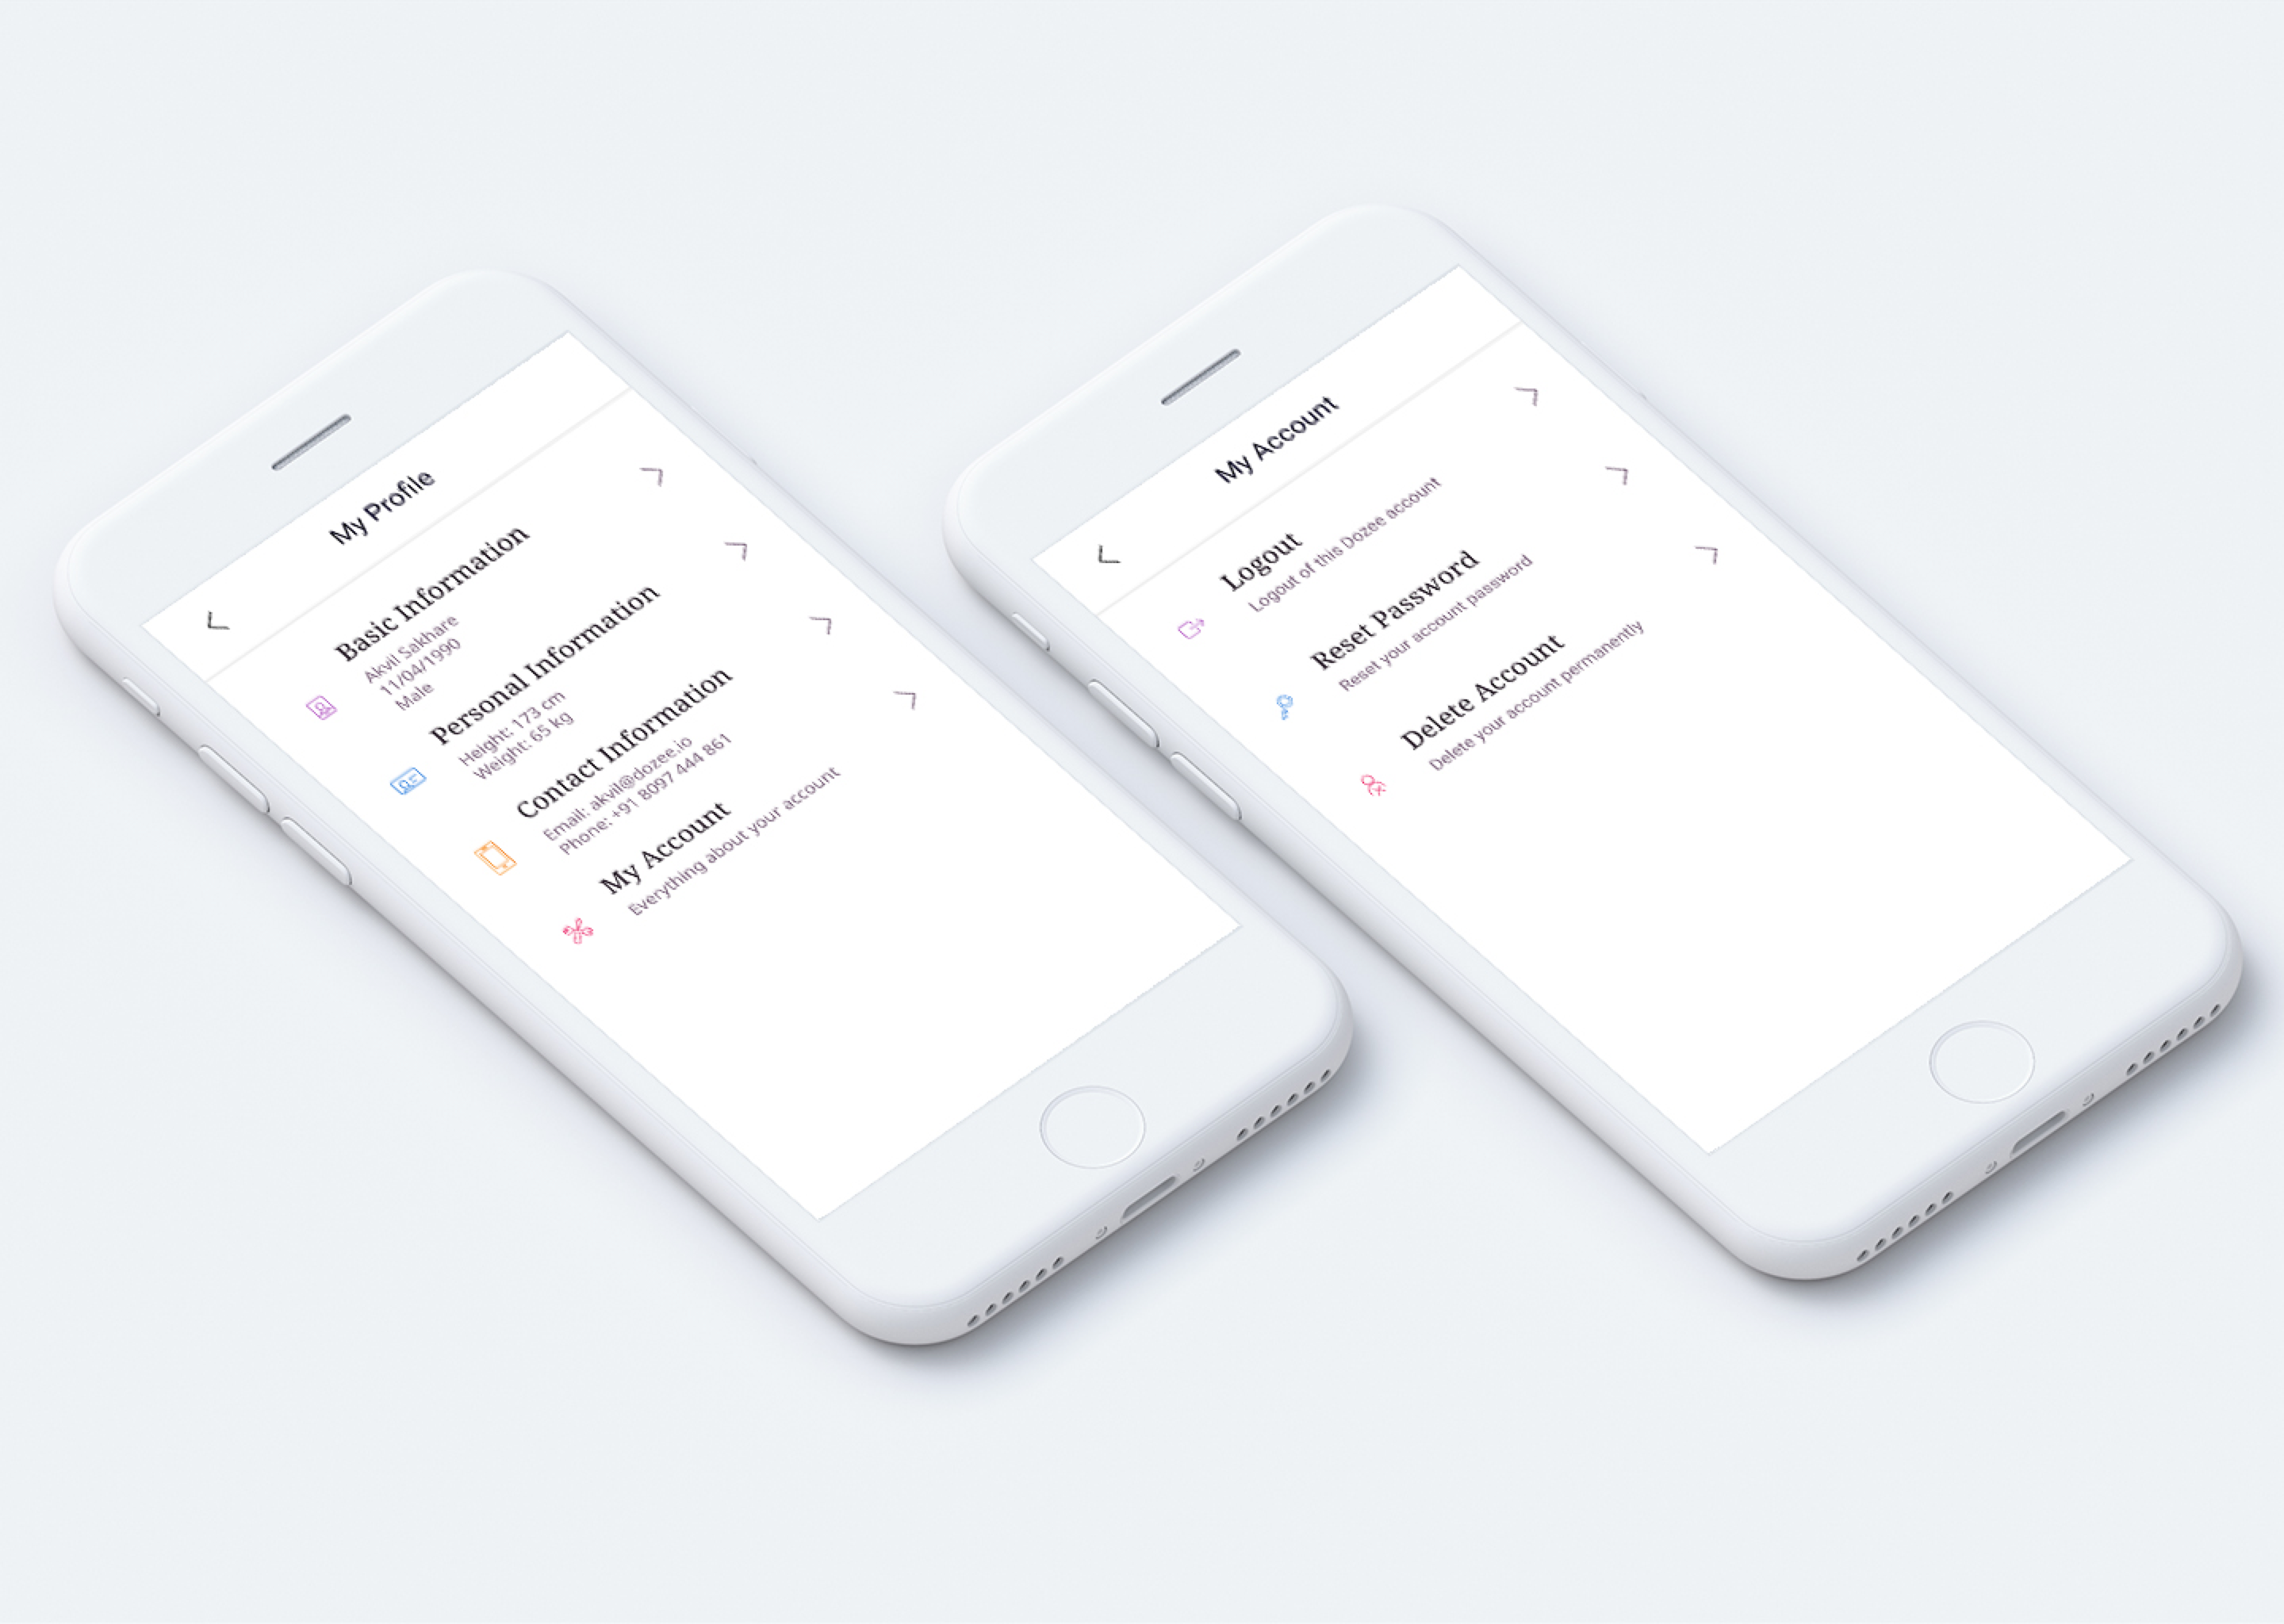 My Profile
Basic Information
Akvil Sakhare
11/04/1990
Male
Personal Information
Height: 173 cm
Weight: 65 kg
Contact Information
Email: akvil@dozee.io
Phone: +91 8097 444 861
My Account
Everything about your account
My Account
Logout
Logout of this Dozee account
Reset Password
Reset your account password
Delete Account
Delete your account permanently